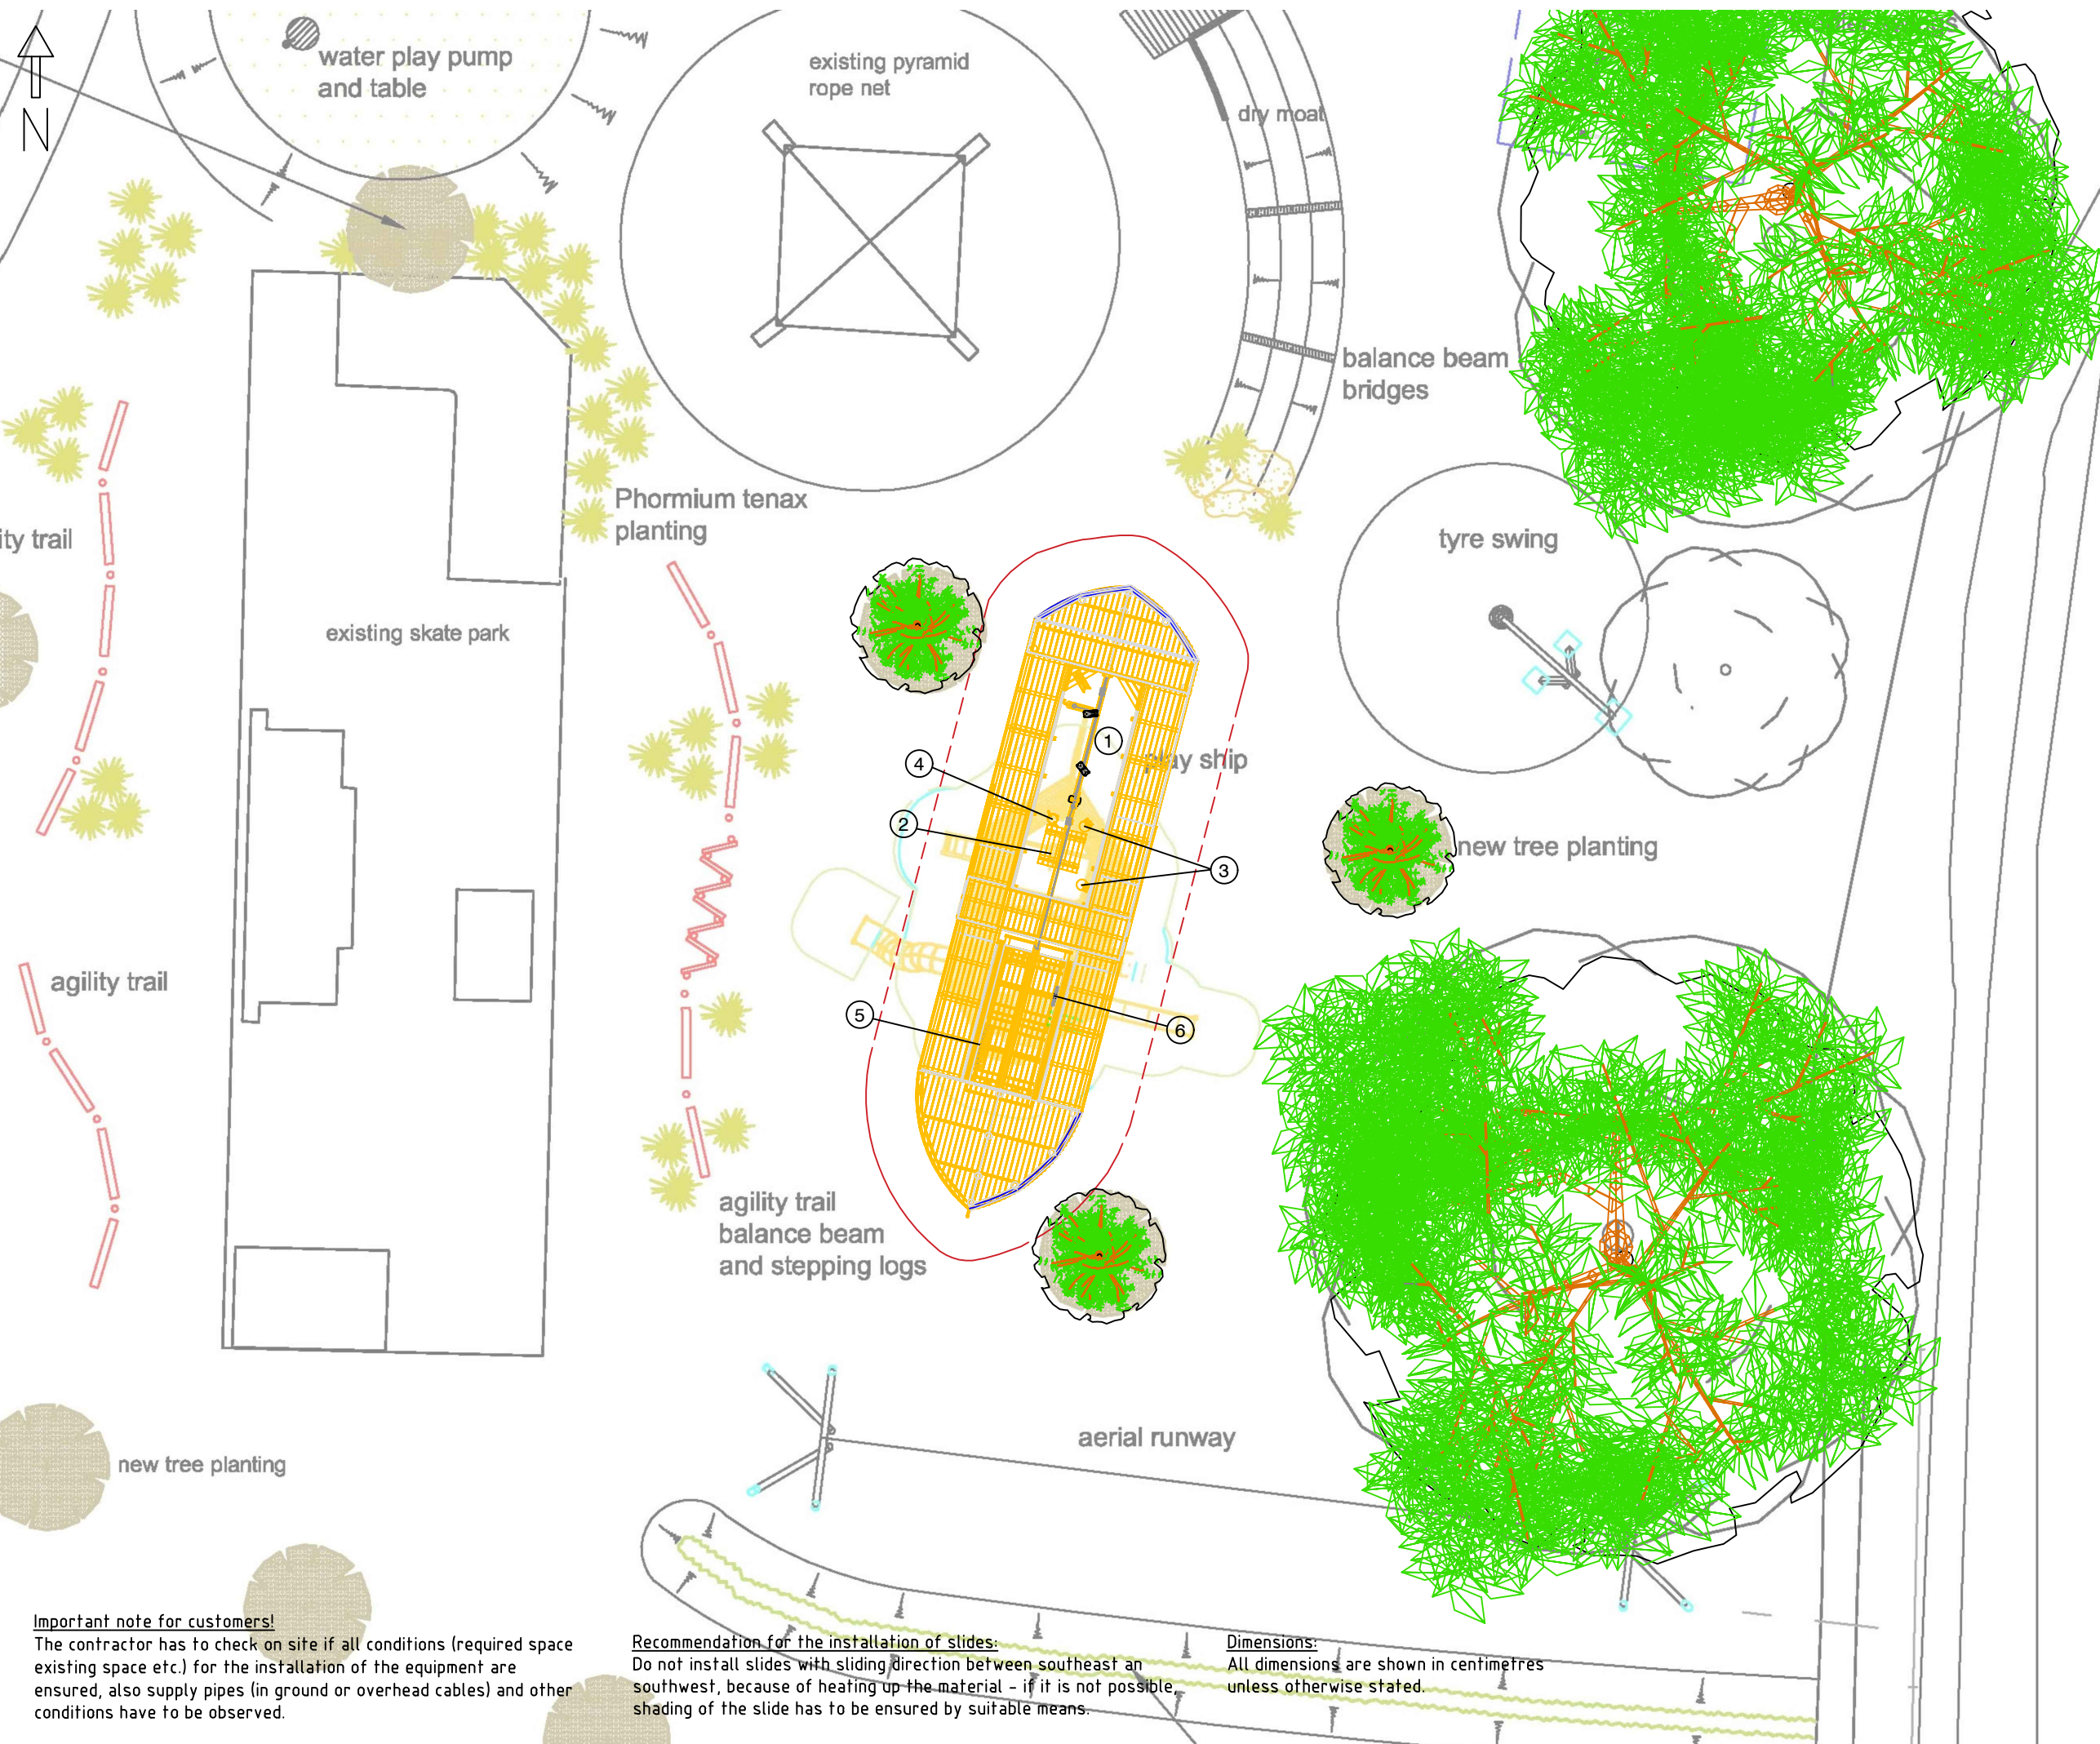 N
water play pump
and table
existing pyramid
rope net
dry moat
balance beam
bridges
Phormium tenax
planting
ity trail
tyre swing
existing skate park
1
play ship
4
2
3
new tree planting
agility trail
5
6
agility trail
balance beam
and stepping logs
aerial runway
new tree planting
Important note for customers!
The contractor has to check on site if all conditions (required space
existing space etc.) for the installation of the equipment are
ensured, also supply pipes (in ground or overhead cables) and other
conditions have to be observed.
Recommendation for the installation of slides:
Do not install slides with sliding direction between southeast an
southwest, because of heating up the material - if it is not possible,
shading of the slide has to be ensured by suitable means.
Dimensions:
All dimensions are shown in centimetres
unless otherwise stated.